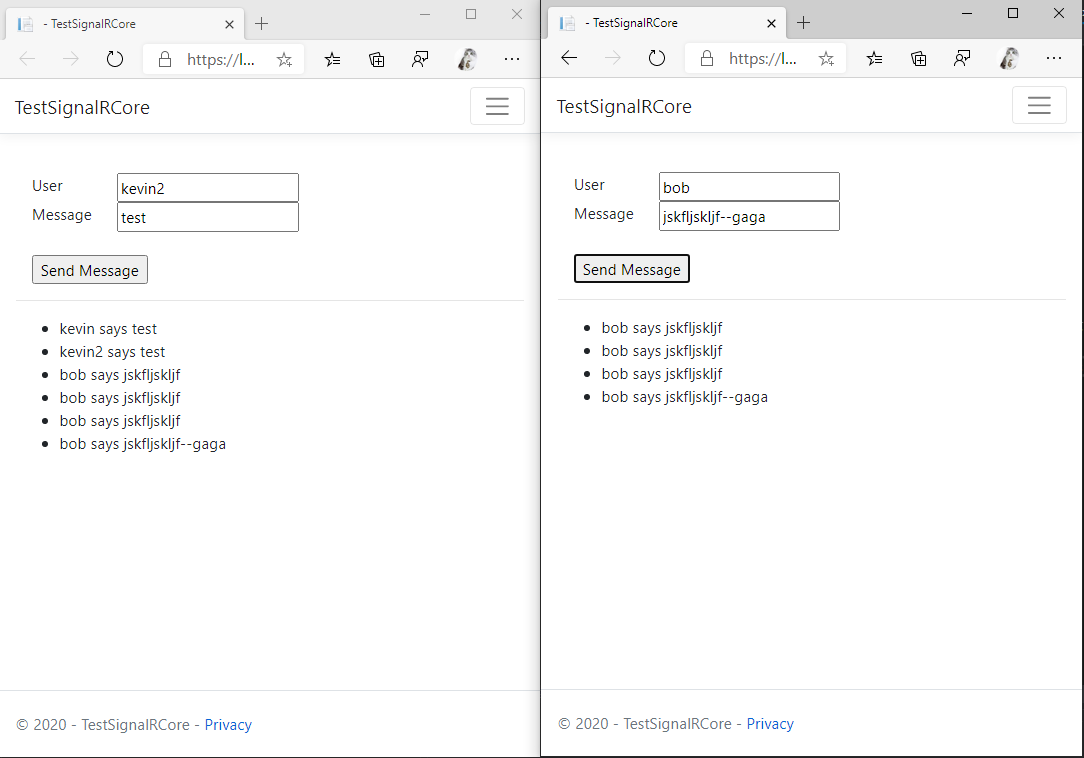 - TestSignalRCore
https://l...
TestSignalRCore
User
kevin2
Message
test
Send Message
kevin says test
kevin2 says test
bob says jskfljskljf
bob says jskfljskljf
bob says jskfljskljf
bob says jskfljskljf--gaga
© 2020 - TestSignalRCore - Privacy
- TestSignalRCore
https://l...
TestSignalRCore
User
bob
Message
jskfljskljf--gaga
Send Message
bob says jskfljskljf
bob says jskfljskljf
bob says jskfljskljf
bob says jskfljskljf--gaga
© 2020 - TestSignalRCore - Privacy